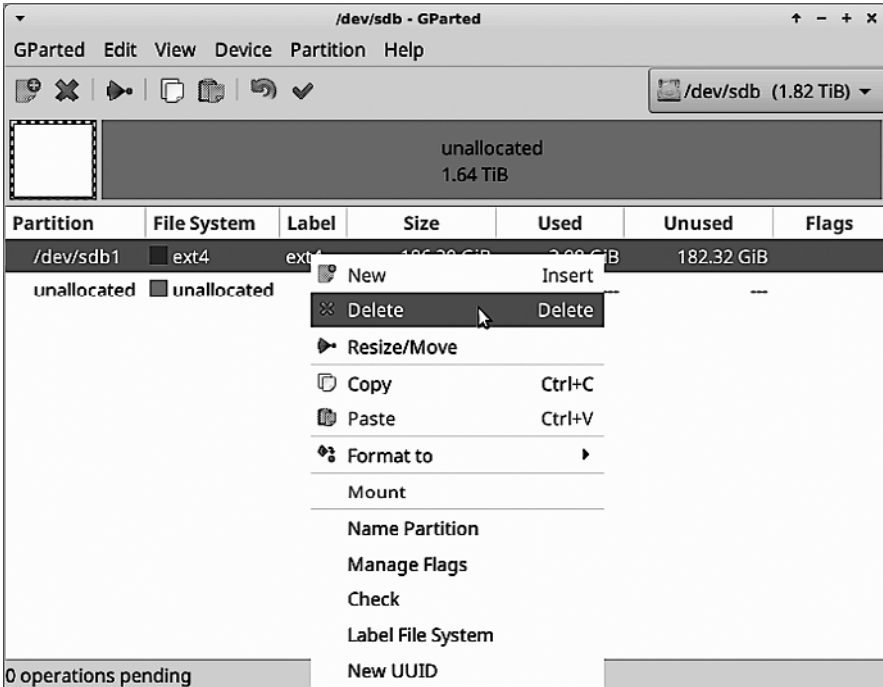 /dev/sdb - GParted
GParted Edit View Device Partition Help
/dev/sdb (1.82 TiB)
unallocated
1.64 TiB
Partition File System Label Size Used Unused Flags
/dev/sdb1 ext4 182.32 GiB
unallocated unallocated --- ---
New Insert
Delete Delete
Resize/Move
Copy Ctrl+C
Paste Ctrl+V
Format to
Mount
Name Partition
Manage Flags
Check
Label File System
New UUID
0 operations pending